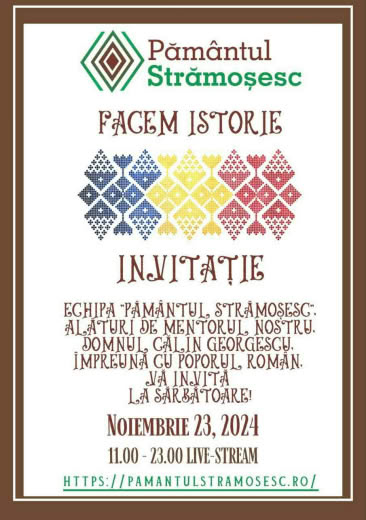 Pământul
Strămoșesc
FACEM ISTORIE
INVITAȚIE
ECHIPA "PĂMÂNTUL STRĂMOȘESC",
ALĂTURI DE MENTORUL NOSTRU,
DOMNUL CĂLIN GEORGESCU,
ÎMPREUNĂ CU POPORUL ROMÂN,
VĂ INVITĂ
LA SĂRBĂTOARE!
NOIEMBRIE 23, 2024
11.00 - 23.00 LIVE-STREAM
HTTPS://PAMANTULSTRAMOSESC.RO/